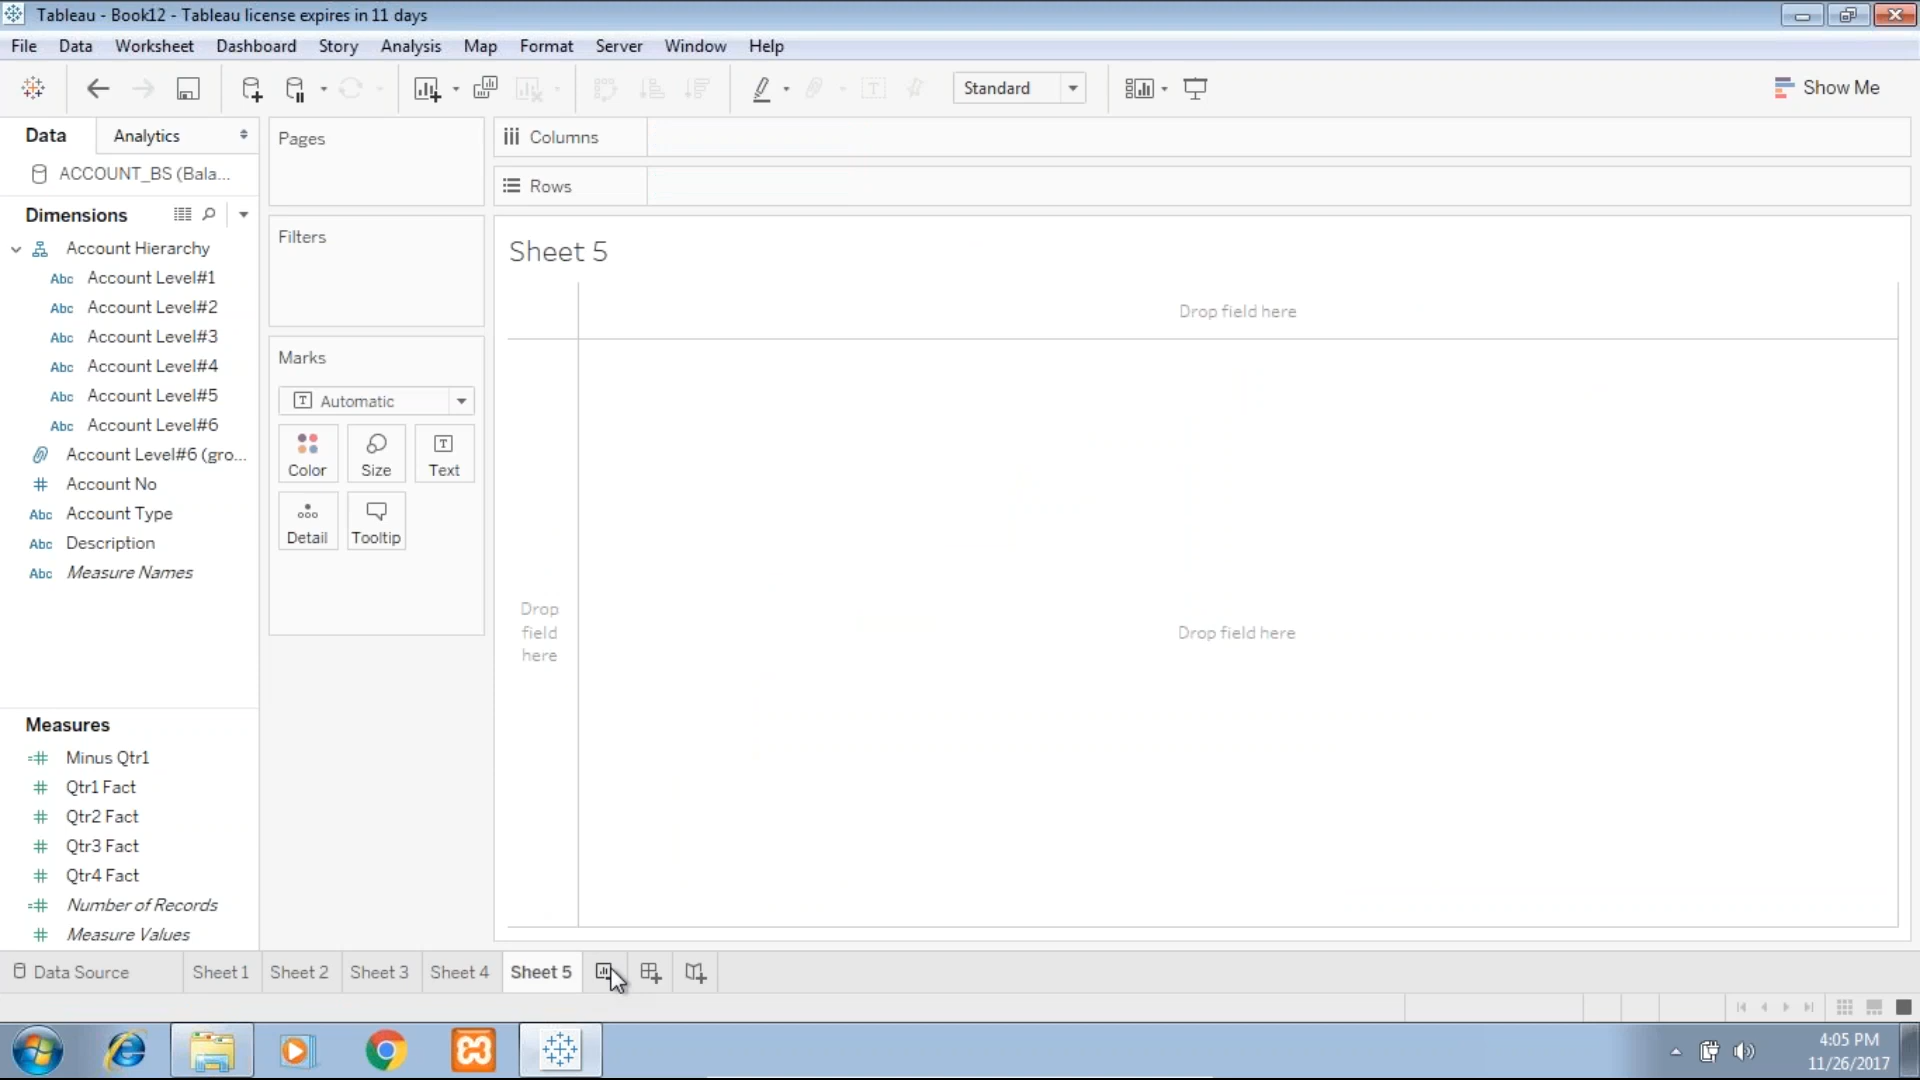 Tableau - Book12 - Tableau license expires in 11 days
File Data Worksheet Dashboard Story Analysis Map Format Server Window Help
Standard
Show Me
Data
Analytics
ACCOUNT_BS (Bala...
Dimensions
Account Hierarchy
Abc Account Level#1
Abc Account Level#2
Abc Account Level#3
Abc Account Level#4
Abc Account Level#5
Abc Account Level#6
Account Level#6 (gro...
# Account No
Abc Account Type
Abc Description
Abc Measure Names
Measures
=# Minus Qtr1
# Qtr1 Fact
# Qtr2 Fact
# Qtr3 Fact
# Qtr4 Fact
=# Number of Records
# Measure Values
Pages
Filters
Marks
T Automatic
Color
Size
T
Text
Detail
Tooltip
Columns
Rows
Sheet 5
Drop field here
Drop
field
here
Drop field here
Data Source
Sheet 1
Sheet 2
Sheet 3
Sheet 4
Sheet 5
4:05 PM
11/26/2017